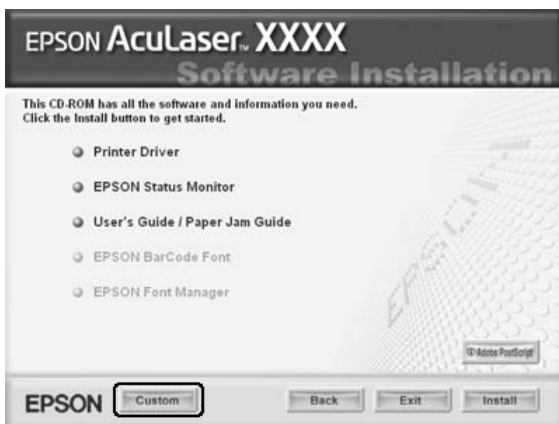 EPSON AcuLaser™ XXXX
Software Installation
This CD-ROM has all the software and information you need.
Click the Install button to get started.
Printer Driver
EPSON Status Monitor
User's Guide / Paper Jam Guide
EPSON BarCode Font
EPSON Font Manager
EPSON
Adobe PostScript
EPSON
Custom
Back
Exit
Install